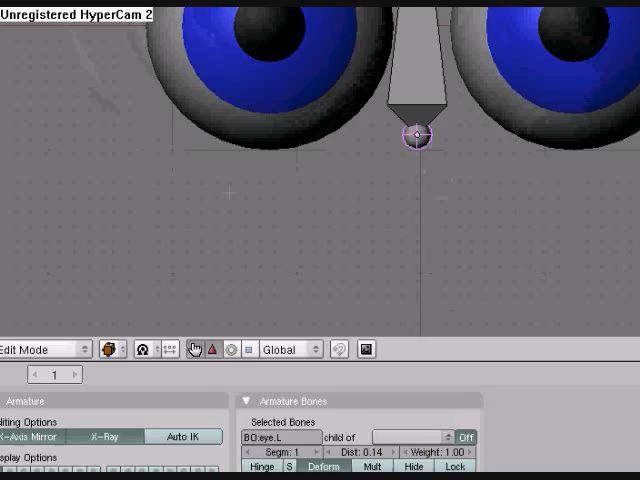 Unregistered HyperCam 2
Edit Mode
Global
1
Armature
Armature Bones
diting Options
Selected Bones
BO:eye.L child of Off
X-Axis Mirror X-Ray Auto IK
Segm: 1 Dist: 0.14 Weight: 1.00
splay Options
Hinge S Deform Mult Hide Lock